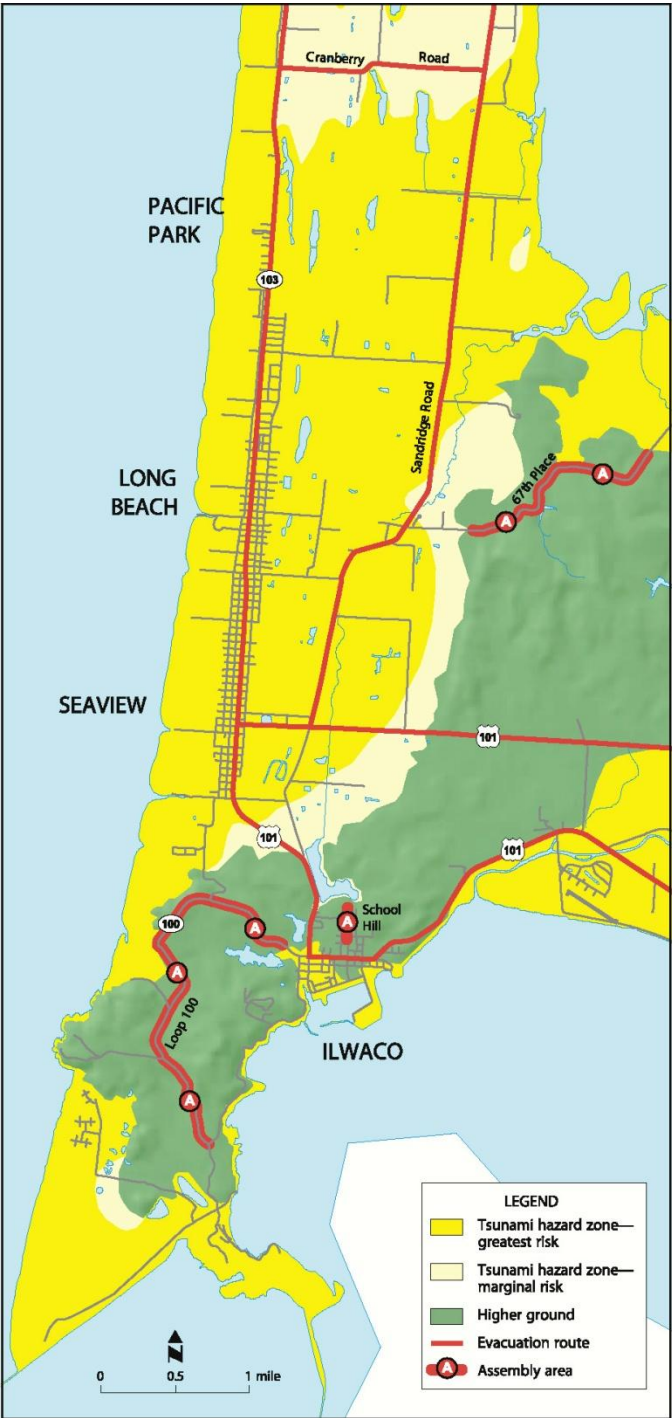 Cranberry Road
PACIFIC
PARK
103
Sandridge Road
67th Place
A
A
LONG
BEACH
SEAVIEW
101
101
101
School
Hill
A
100
A
A
Loop 100
A
ILWACO
N
0 0.5 1 mile
LEGEND
Tsunami hazard zone—
greatest risk
Tsunami hazard zone—
marginal risk
Higher ground
Evacuation route
A Assembly area